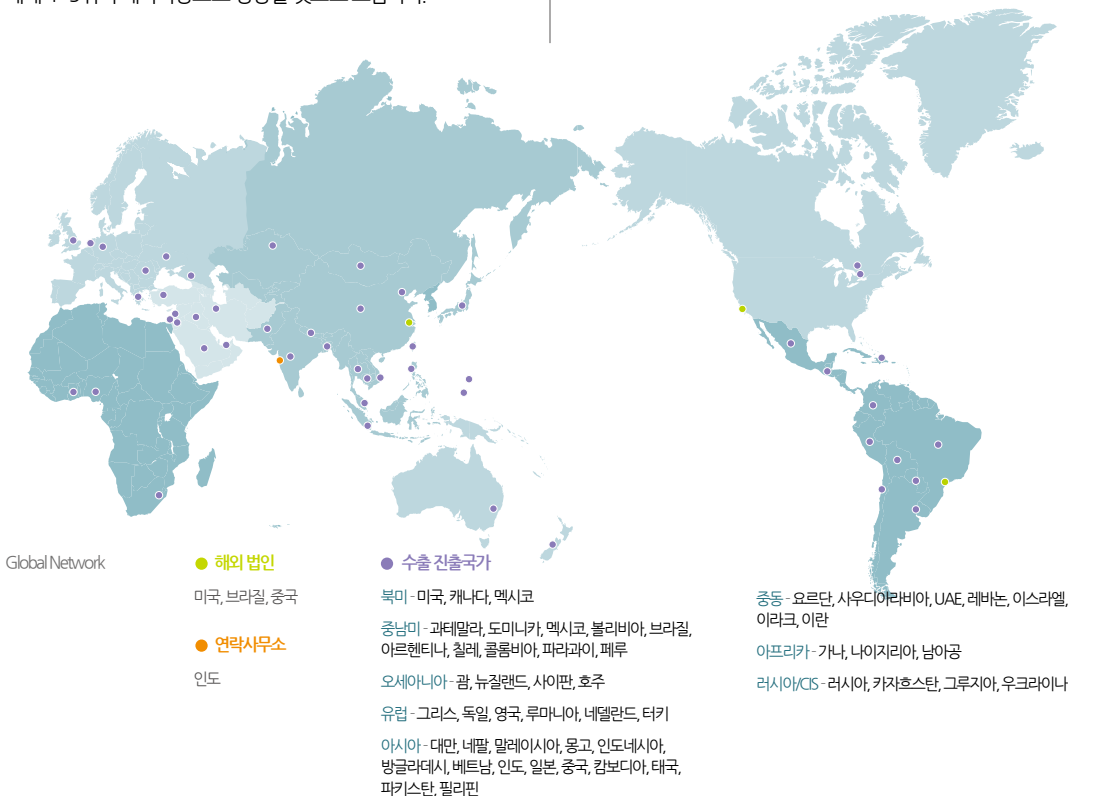 Global Network
해외 법인
미국, 브라질, 중국
연락사무소
인도
수출 진출국가
북미 - 미국, 캐나다, 멕시코
중남미 - 과테말라, 도미니카, 멕시코, 볼리비아, 브라질,
아르헨티나, 칠레, 콜롬비아, 파라과이, 페루
오세아니아 - 괌, 뉴질랜드, 사이판, 호주
유럽 - 그리스, 독일, 영국, 루마니아, 네델란드, 터키
아시아 - 대만, 네팔, 말레이시아, 몽고, 인도네시아,
방글라데시, 베트남, 인도, 일본, 중국, 캄보디아, 태국,
파키스탄, 필리핀
중동 - 요르단, 사우디아라비아, UAE, 레바논, 이스라엘,
이라크, 이란
아프리카 - 가나, 나이지리아, 남아공
러시아/CIS - 러시아, 카자흐스탄, 그루지아, 우크라이나